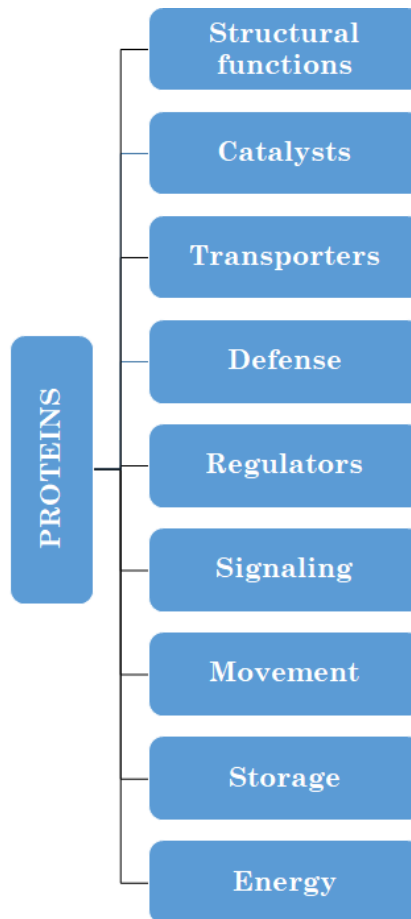 Structural
functions
Catalysts
Transporters
Defense
PROTEINS
Regulators
Signaling
Movement
Storage
Energy